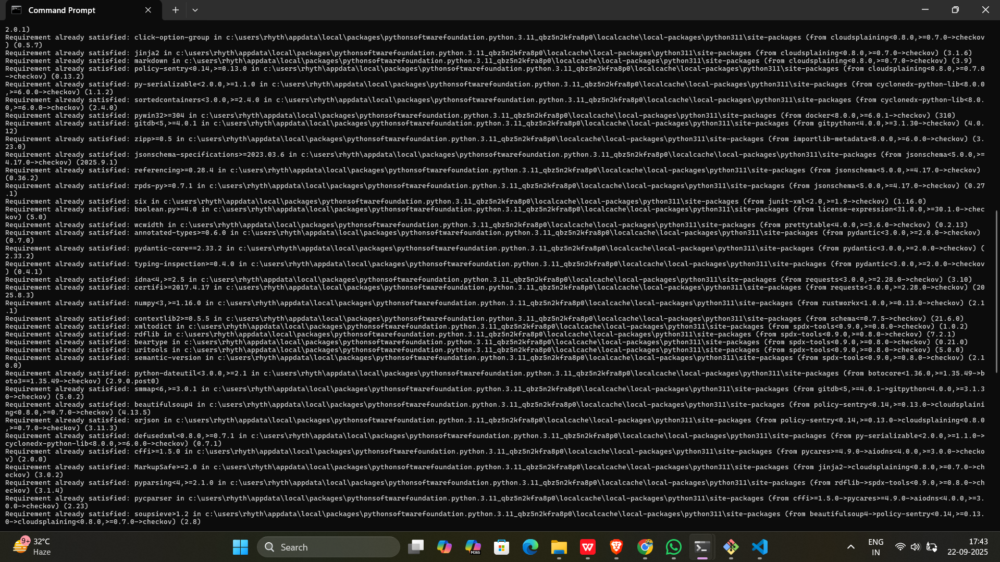 Command Prompt
2.0.1)
Requirement already satisfied: click-option-group in c:\users\rhyth\appdata\local\packages\pythonsoftwarefoundation.python.3.11_qbz5n2kfra8p0\localcache\local-packages\python311\site-packages (from cloudsplaining<0.8.0,>=0.7.0->checkov
) (0.5.7)
Requirement already satisfied: jinja2 in c:\users\rhyth\appdata\local\packages\pythonsoftwarefoundation.python.3.11_qbz5n2kfra8p0\localcache\local-packages\python311\site-packages (from cloudsplaining<0.8.0,>=0.7.0->checkov) (3.1.6)
Requirement already satisfied: markdown in c:\users\rhyth\appdata\local\packages\pythonsoftwarefoundation.python.3.11_qbz5n2kfra8p0\localcache\local-packages\python311\site-packages (from cloudsplaining<0.8.0,>=0.7.0->checkov) (3.9)
Requirement already satisfied: policy-sentry<0.14,>=0.13.0 in c:\users\rhyth\appdata\local\packages\pythonsoftwarefoundation.python.3.11_qbz5n2kfra8p0\localcache\local-packages\python311\site-packages (from cloudsplaining<0.8.0,>=0.7.0
->checkov) (0.13.2)
Requirement already satisfied: py-serializable<2.0.0,>=1.1.0 in c:\users\rhyth\appdata\local\packages\pythonsoftwarefoundation.python.3.11_qbz5n2kfra8p0\localcache\local-packages\python311\site-packages (from cyclonedx-python-lib<8.0.0
,>=6.0.0->checkov) (1.1.2)
Requirement already satisfied: sortedcontainers<3.0.0,>=2.4.0 in c:\users\rhyth\appdata\local\packages\pythonsoftwarefoundation.python.3.11_qbz5n2kfra8p0\localcache\local-packages\python311\site-packages (from cyclonedx-python-lib<8.0.
0,>=6.0.0->checkov) (2.4.0)
Requirement already satisfied: pywin32>=304 in c:\users\rhyth\appdata\local\packages\pythonsoftwarefoundation.python.3.11_qbz5n2kfra8p0\localcache\local-packages\python311\site-packages (from docker<8.0.0,>=6.0.1->checkov) (310)
Requirement already satisfied: gitdb<5,>=4.0.1 in c:\users\rhyth\appdata\local\packages\pythonsoftwarefoundation.python.3.11_qbz5n2kfra8p0\localcache\local-packages\python311\site-packages (from gitpython<4.0.0,>=3.1.30->checkov) (4.0.
12)
Requirement already satisfied: zipp>=0.5 in c:\users\rhyth\appdata\local\packages\pythonsoftwarefoundation.python.3.11_qbz5n2kfra8p0\localcache\local-packages\python311\site-packages (from importlib-metadata<8.0.0,>=6.0.0->checkov) (3.
23.0)
Requirement already satisfied: jsonschema-specifications>=2023.03.6 in c:\users\rhyth\appdata\local\packages\pythonsoftwarefoundation.python.3.11_qbz5n2kfra8p0\localcache\local-packages\python311\site-packages (from jsonschema<5.0.0,>=
4.17.0->checkov) (2025.9.1)
Requirement already satisfied: referencing>=0.28.4 in c:\users\rhyth\appdata\local\packages\pythonsoftwarefoundation.python.3.11_qbz5n2kfra8p0\localcache\local-packages\python311\site-packages (from jsonschema<5.0.0,>=4.17.0->checkov)
(0.36.2)
Requirement already satisfied: rpds-py>=0.7.1 in c:\users\rhyth\appdata\local\packages\pythonsoftwarefoundation.python.3.11_qbz5n2kfra8p0\localcache\local-packages\python311\site-packages (from jsonschema<5.0.0,>=4.17.0->checkov) (0.27
.1)
Requirement already satisfied: six in c:\users\rhyth\appdata\local\packages\pythonsoftwarefoundation.python.3.11_qbz5n2kfra8p0\localcache\local-packages\python311\site-packages (from junit-xml<2.0,>=1.9->checkov) (1.16.0)
Requirement already satisfied: boolean.py>=4.0 in c:\users\rhyth\appdata\local\packages\pythonsoftwarefoundation.python.3.11_qbz5n2kfra8p0\localcache\local-packages\python311\site-packages (from license-expression<31.0.0,>=30.1.0->chec
kov) (5.0)
Requirement already satisfied: wcwidth in c:\users\rhyth\appdata\local\packages\pythonsoftwarefoundation.python.3.11_qbz5n2kfra8p0\localcache\local-packages\python311\site-packages (from prettytable<4.0.0,>=3.6.0->checkov) (0.2.13)
Requirement already satisfied: annotated-types>=0.6.0 in c:\users\rhyth\appdata\local\packages\pythonsoftwarefoundation.python.3.11_qbz5n2kfra8p0\localcache\local-packages\python311\site-packages (from pydantic<3.0.0,>=2.0.0->checkov)
(0.7.0)
Requirement already satisfied: pydantic-core==2.33.2 in c:\users\rhyth\appdata\local\packages\pythonsoftwarefoundation.python.3.11_qbz5n2kfra8p0\localcache\local-packages\python311\site-packages (from pydantic<3.0.0,>=2.0.0->checkov) (
2.33.2)
Requirement already satisfied: typing-inspection>=0.4.0 in c:\users\rhyth\appdata\local\packages\pythonsoftwarefoundation.python.3.11_qbz5n2kfra8p0\localcache\local-packages\python311\site-packages (from pydantic<3.0.0,>=2.0.0->checkov
) (0.4.1)
Requirement already satisfied: idna<4,>=2.5 in c:\users\rhyth\appdata\local\packages\pythonsoftwarefoundation.python.3.11_qbz5n2kfra8p0\localcache\local-packages\python311\site-packages (from requests<3.0.0,>=2.28.0->checkov) (3.10)
Requirement already satisfied: certifi>=2017.4.17 in c:\users\rhyth\appdata\local\packages\pythonsoftwarefoundation.python.3.11_qbz5n2kfra8p0\localcache\local-packages\python311\site-packages (from requests<3.0.0,>=2.28.0->checkov) (20
25.8.3)
Requirement already satisfied: numpy<3,>=1.16.0 in c:\users\rhyth\appdata\local\packages\pythonsoftwarefoundation.python.3.11_qbz5n2kfra8p0\localcache\local-packages\python311\site-packages (from rustworkx<1.0.0,>=0.13.0->checkov) (2.1
.1)
Requirement already satisfied: contextlib2>=0.5.5 in c:\users\rhyth\appdata\local\packages\pythonsoftwarefoundation.python.3.11_qbz5n2kfra8p0\localcache\local-packages\python311\site-packages (from schema<=0.7.5->checkov) (21.6.0)
Requirement already satisfied: xmltodict in c:\users\rhyth\appdata\local\packages\pythonsoftwarefoundation.python.3.11_qbz5n2kfra8p0\localcache\local-packages\python311\site-packages (from spdx-tools<0.9.0,>=0.8.0->checkov) (1.0.2)
Requirement already satisfied: rdflib in c:\users\rhyth\appdata\local\packages\pythonsoftwarefoundation.python.3.11_qbz5n2kfra8p0\localcache\local-packages\python311\site-packages (from spdx-tools<0.9.0,>=0.8.0->checkov) (7.2.1)
Requirement already satisfied: beartype in c:\users\rhyth\appdata\local\packages\pythonsoftwarefoundation.python.3.11_qbz5n2kfra8p0\localcache\local-packages\python311\site-packages (from spdx-tools<0.9.0,>=0.8.0->checkov) (0.21.0)
Requirement already satisfied: uritools in c:\users\rhyth\appdata\local\packages\pythonsoftwarefoundation.python.3.11_qbz5n2kfra8p0\localcache\local-packages\python311\site-packages (from spdx-tools<0.9.0,>=0.8.0->checkov) (5.0.0)
Requirement already satisfied: semantic-version in c:\users\rhyth\appdata\local\packages\pythonsoftwarefoundation.python.3.11_qbz5n2kfra8p0\localcache\local-packages\python311\site-packages (from spdx-tools<0.9.0,>=0.8.0->checkov) (2.1
0.0)
Requirement already satisfied: python-dateutil<3.0.0,>=2.1 in c:\users\rhyth\appdata\local\packages\pythonsoftwarefoundation.python.3.11_qbz5n2kfra8p0\localcache\local-packages\python311\site-packages (from botocore<1.36.0,>=1.35.49->b
oto3==1.35.49->checkov) (2.9.0.post0)
Requirement already satisfied: smmap<6,>=3.0.1 in c:\users\rhyth\appdata\local\packages\pythonsoftwarefoundation.python.3.11_qbz5n2kfra8p0\localcache\local-packages\python311\site-packages (from gitdb<5,>=4.0.1->gitpython<4.0.0,>=3.1.3
0->checkov) (5.0.2)
Requirement already satisfied: beautifulsoup4 in c:\users\rhyth\appdata\local\packages\pythonsoftwarefoundation.python.3.11_qbz5n2kfra8p0\localcache\local-packages\python311\site-packages (from policy-sentry<0.14,>=0.13.0->cloudsplaini
ng<0.8.0,>=0.7.0->checkov) (4.13.5)
Requirement already satisfied: orjson in c:\users\rhyth\appdata\local\packages\pythonsoftwarefoundation.python.3.11_qbz5n2kfra8p0\localcache\local-packages\python311\site-packages (from policy-sentry<0.14,>=0.13.0->cloudsplaining<0.8.0
,>=0.7.0->checkov) (3.11.3)
Requirement already satisfied: defusedxml<0.8.0,>=0.7.1 in c:\users\rhyth\appdata\local\packages\pythonsoftwarefoundation.python.3.11_qbz5n2kfra8p0\localcache\local-packages\python311\site-packages (from py-serializable<2.0.0,>=1.1.0->
cyclonedx-python-lib<8.0.0,>=6.0.0->checkov) (0.7.1)
Requirement already satisfied: cffi>=1.5.0 in c:\users\rhyth\appdata\local\packages\pythonsoftwarefoundation.python.3.11_qbz5n2kfra8p0\localcache\local-packages\python311\site-packages (from pycares>=4.9.0->aiodns<4.0.0,>=3.0.0->checko
v) (2.0.0)
Requirement already satisfied: MarkupSafe>=2.0 in c:\users\rhyth\appdata\local\packages\pythonsoftwarefoundation.python.3.11_qbz5n2kfra8p0\localcache\local-packages\python311\site-packages (from jinja2->cloudsplaining<0.8.0,>=0.7.0->ch
eckov) (3.0.2)
Requirement already satisfied: pyparsing<4,>=2.1.0 in c:\users\rhyth\appdata\local\packages\pythonsoftwarefoundation.python.3.11_qbz5n2kfra8p0\localcache\local-packages\python311\site-packages (from rdflib->spdx-tools<0.9.0,>=0.8.0->ch
eckov) (3.1.4)
Requirement already satisfied: pycparser in c:\users\rhyth\appdata\local\packages\pythonsoftwarefoundation.python.3.11_qbz5n2kfra8p0\localcache\local-packages\python311\site-packages (from cffi>=1.5.0->pycares>=4.9.0->aiodns<4.0.0,>=3.
0.0->checkov) (2.23)
Requirement already satisfied: soupsieve>1.2 in c:\users\rhyth\appdata\local\packages\pythonsoftwarefoundation.python.3.11_qbz5n2kfra8p0\localcache\local-packages\python311\site-packages (from beautifulsoup4->policy-sentry<0.14,>=0.13.
0->cloudsplaining<0.8.0,>=0.7.0->checkov) (2.8)
9+
32°C
Haze
Search
M365
W
ENG
IN
17:43
22-09-2025